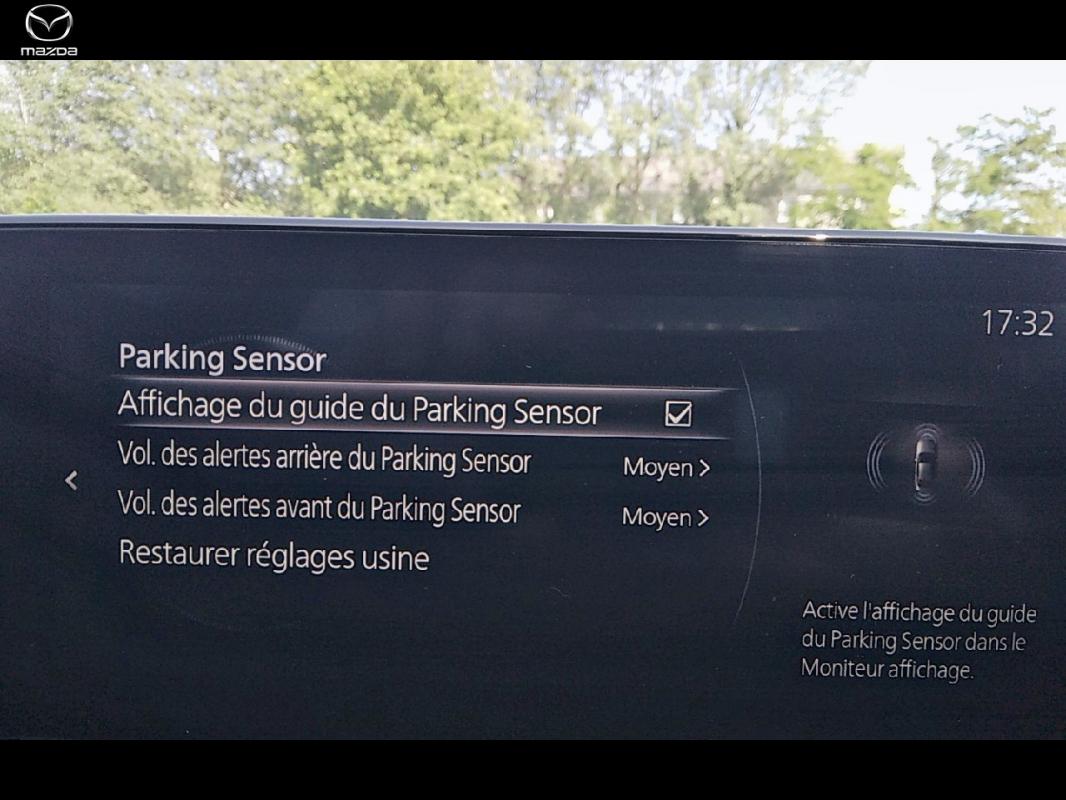 mazda
17:32
Parking Sensor
Affichage du guide du Parking Sensor
Vol. des alertes arrière du Parking Sensor Moyen >
Vol. des alertes avant du Parking Sensor Moyen >
Restaurer réglages usine
Active l'affichage du guide
du Parking Sensor dans le
Moniteur affichage.